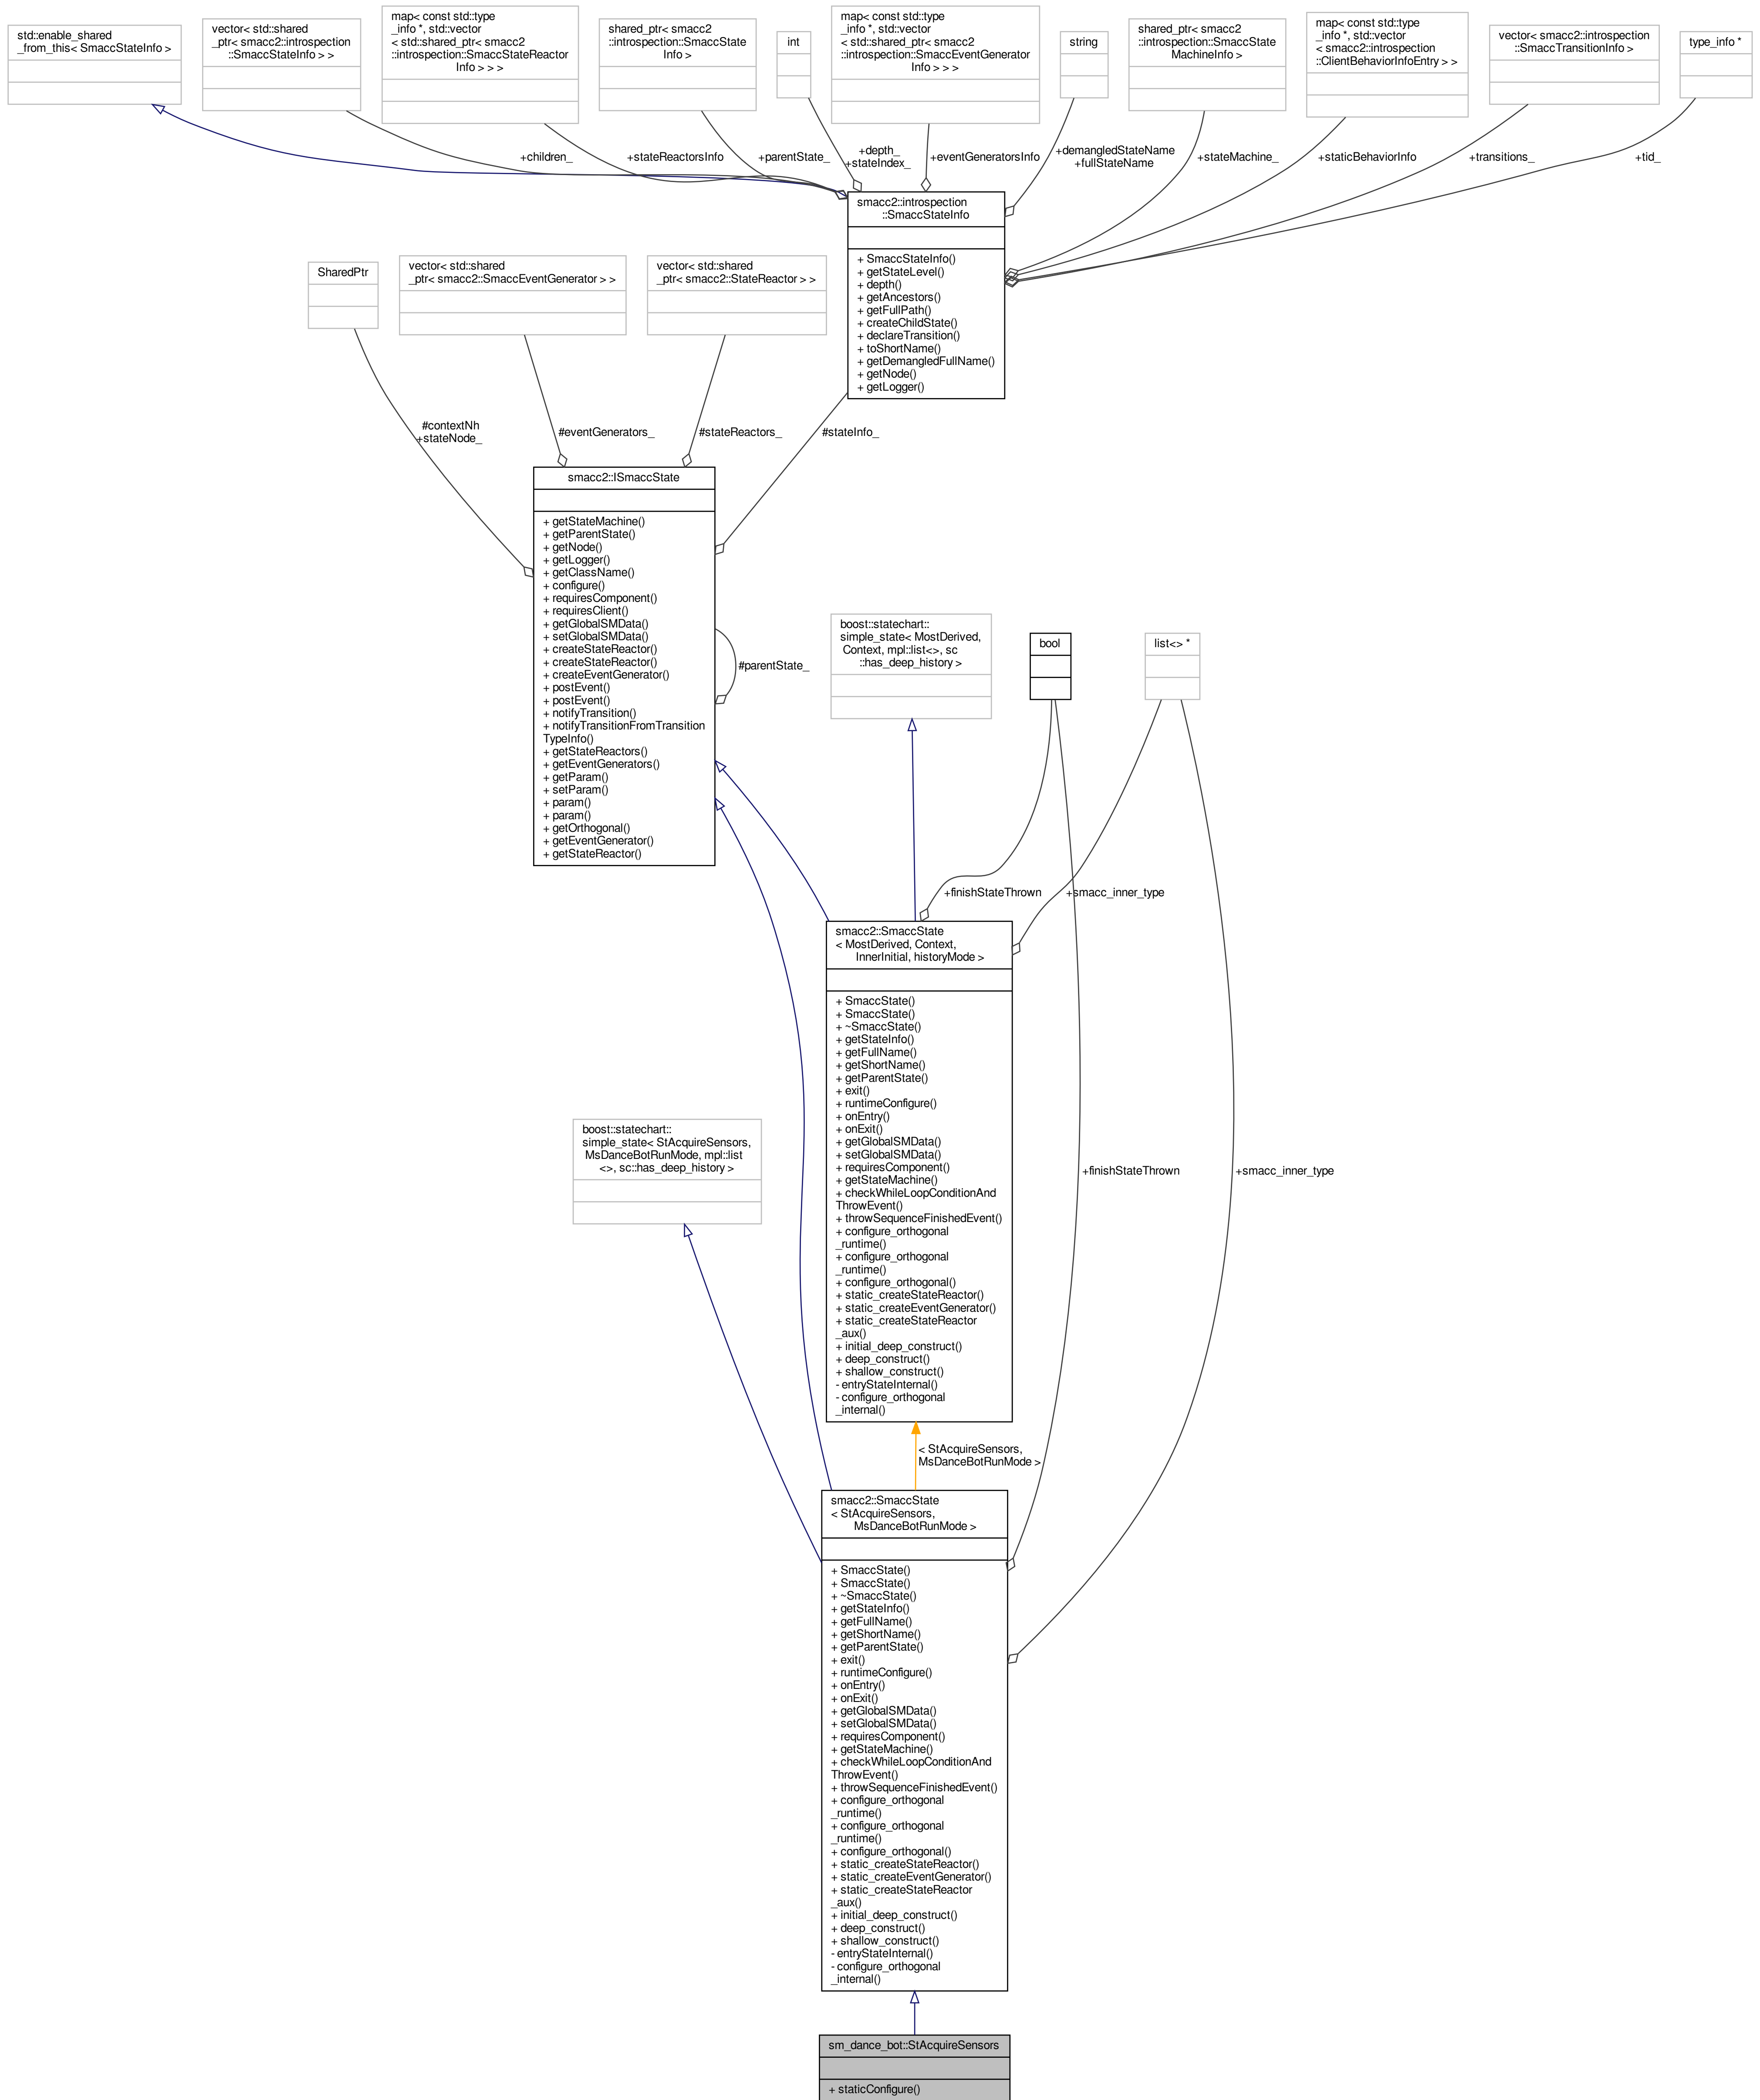 std::enable_shared
_from_this< SmaccStateInfo >
vector< std::shared
_ptr< smacc2::introspection
::SmaccStateInfo > >
map< const std::type
_info *, std::vector
< std::shared_ptr< smacc2
::introspection::SmaccStateReactor
Info > > >
shared_ptr< smacc2
::introspection::SmaccState
Info >
int
map< const std::type
_info *, std::vector
< std::shared_ptr< smacc2
::introspection::SmaccEventGenerator
Info > > >
string
shared_ptr< smacc2
::introspection::SmaccState
MachineInfo >
map< const std::type
_info *, std::vector
< smacc2::introspection
::ClientBehaviorInfoEntry > >
vector< smacc2::introspection
::SmaccTransitionInfo >
type_info *
+children_
+stateReactorsInfo
+parentState_
+depth_
+stateIndex_
+eventGeneratorsInfo
+demangledStateName
+fullStateName
+stateMachine_
+staticBehaviorInfo
+transitions_
+tid_
smacc2::introspection
::SmaccStateInfo
+ SmaccStateInfo()
+ getStateLevel()
+ depth()
+ getAncestors()
+ getFullPath()
+ createChildState()
+ declareTransition()
+ toShortName()
+ getDemangledFullName()
+ getNode()
+ getLogger()
SharedPtr
vector< std::shared
_ptr< smacc2::SmaccEventGenerator > >
vector< std::shared
_ptr< smacc2::StateReactor > >
#contextNh
+stateNode_
#eventGenerators_
#stateReactors_
#stateInfo_
smacc2::ISmaccState
+ getStateMachine()
+ getParentState()
+ getNode()
+ getLogger()
+ getClassName()
+ configure()
+ requiresComponent()
+ requiresClient()
+ getGlobalSMData()
+ setGlobalSMData()
+ createStateReactor()
+ createStateReactor()
+ createEventGenerator()
+ postEvent()
+ postEvent()
+ notifyTransition()
+ notifyTransitionFromTransition
TypeInfo()
+ getStateReactors()
+ getEventGenerators()
+ getParam()
+ setParam()
+ param()
+ param()
+ getOrthogonal()
+ getEventGenerator()
+ getStateReactor()
#parentState_
boost::statechart::
simple_state< MostDerived,
Context, mpl::list<>, sc
::has_deep_history >
bool
list<> *
+finishStateThrown
+smacc_inner_type
smacc2::SmaccState
< MostDerived, Context,
InnerInitial, historyMode >
+ SmaccState()
+ SmaccState()
+ ~SmaccState()
+ getStateInfo()
+ getFullName()
+ getShortName()
+ getParentState()
+ exit()
+ runtimeConfigure()
+ onEntry()
+ onExit()
+ getGlobalSMData()
+ setGlobalSMData()
+ requiresComponent()
+ getStateMachine()
+ checkWhileLoopConditionAnd
ThrowEvent()
+ throwSequenceFinishedEvent()
+ configure_orthogonal
_runtime()
+ configure_orthogonal
_runtime()
+ configure_orthogonal()
+ static_createStateReactor()
+ static_createEventGenerator()
+ static_createStateReactor
_aux()
+ initial_deep_construct()
+ deep_construct()
+ shallow_construct()
- entryStateInternal()
- configure_orthogonal
_internal()
boost::statechart::
simple_state< StAcquireSensors,
MsDanceBotRunMode, mpl::list
<>, sc::has_deep_history >
+finishStateThrown
+smacc_inner_type
< StAcquireSensors,
MsDanceBotRunMode >
smacc2::SmaccState
< StAcquireSensors,
MsDanceBotRunMode >
+ SmaccState()
+ SmaccState()
+ ~SmaccState()
+ getStateInfo()
+ getFullName()
+ getShortName()
+ getParentState()
+ exit()
+ runtimeConfigure()
+ onEntry()
+ onExit()
+ getGlobalSMData()
+ setGlobalSMData()
+ requiresComponent()
+ getStateMachine()
+ checkWhileLoopConditionAnd
ThrowEvent()
+ throwSequenceFinishedEvent()
+ configure_orthogonal
_runtime()
+ configure_orthogonal
_runtime()
+ configure_orthogonal()
+ static_createStateReactor()
+ static_createEventGenerator()
+ static_createStateReactor
_aux()
+ initial_deep_construct()
+ deep_construct()
+ shallow_construct()
- entryStateInternal()
- configure_orthogonal
_internal()
sm_dance_bot::StAcquireSensors
+ staticConfigure()